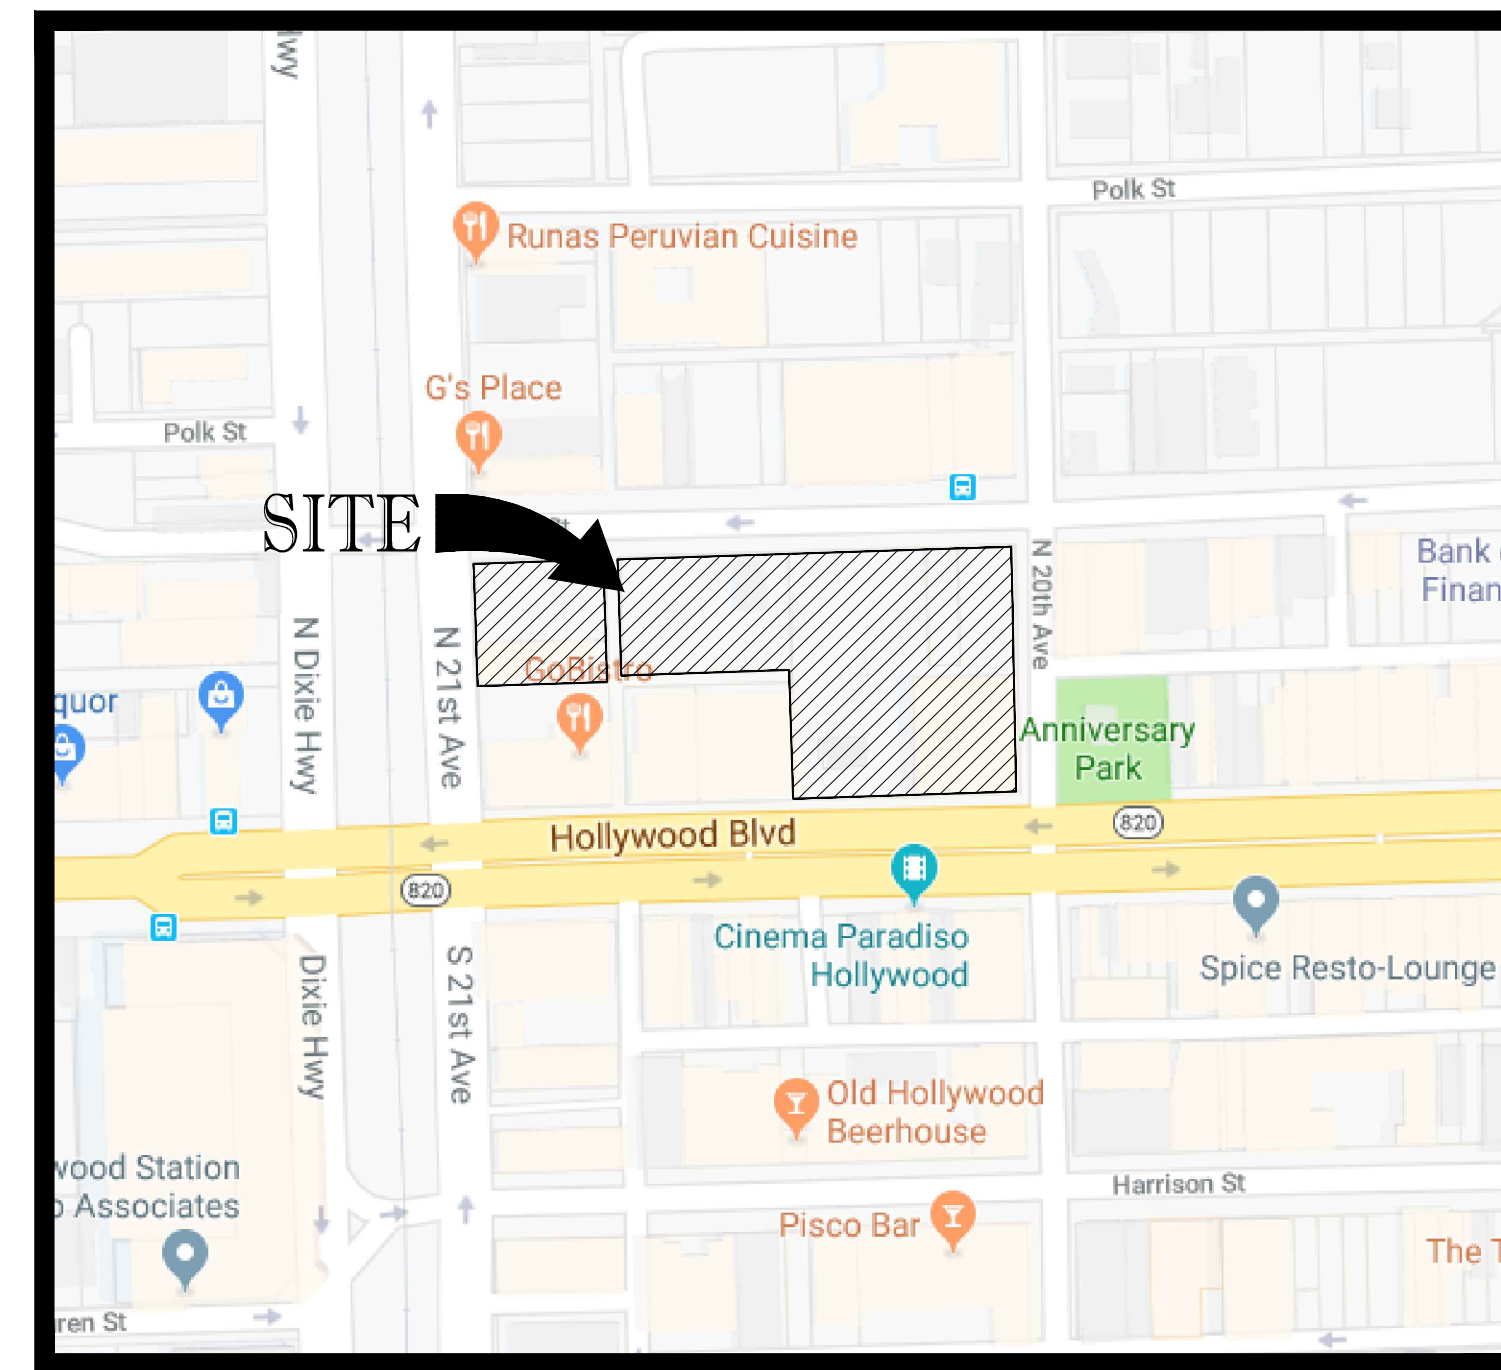 lwy
Polk St
Runas Peruvian Cuisine
G's Place
Polk St
SITE
St
N 20th Ave
Bank
Finan
N Dixie Hwy
N 21st Ave
GoBistro
quor
Anniversary
Park
Hollywood Blvd
820
820
Cinema Paradiso
Hollywood
Spice Resto-Lounge
Dixie Hwy
S 21st Ave
Old Hollywood
Beerhouse
wood Station
o Associates
Harrison St
Pisco Bar
The T
ren St